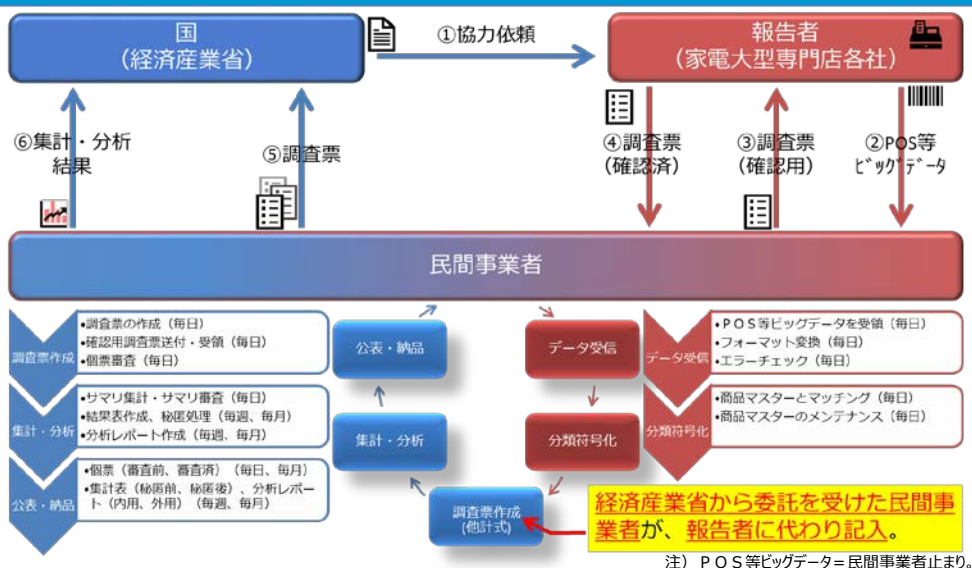 国
(経済産業省)
①協力依頼
報告者
(家電大型専門店各社)
⑥集計・分析
結果
⑤調査票
④調査票
(確認済)
③調査票
(確認用)
②POS等
ﾋﾞｯｸﾞﾃﾞｰﾀ
民間事業者
調査票作成
•調査票の作成（毎日）
•確認用調査票送付・受領（毎日）
•個票審査（毎日）
集計・分析
•サマリ集計・サマリ審査（毎日）
•結果表作成、秘匿処理（毎週、毎月）
•分析レポート作成（毎週、毎月）
公表・納品
•個票（審査前、審査済）（毎日、毎月）
•集計表（秘匿前、秘匿後）、分析レポー
ト（内用、外用）（毎週、毎月）
公表・納品
データ受信
集計・分析
分類符号化
調査票作成
(他計式)
データ受信
•ＰＯＳ等ビッグデータを受領（毎日）
•フォーマット変換（毎日）
•エラーチェック（毎日）
分類符号化
•商品マスターとマッチング（毎日）
•商品マスターのメンテナンス（毎日）
経済産業省から委託を受けた民間事
業者が、報告者に代わり記入。
注）ＰＯＳ等ﾋﾞｯｸﾞﾃﾞｰﾀ＝民間事業者止まり。